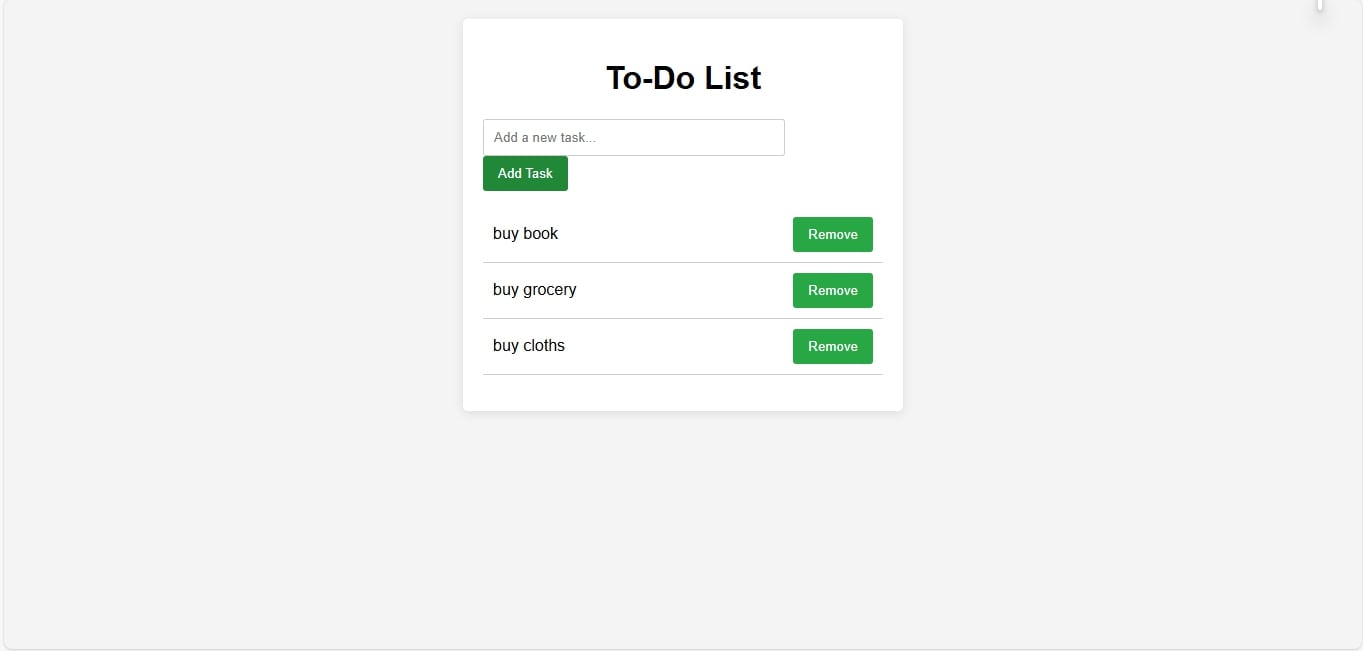 To-Do List
Add a new task...
Add Task
buy book Remove
buy grocery Remove
buy cloths Remove